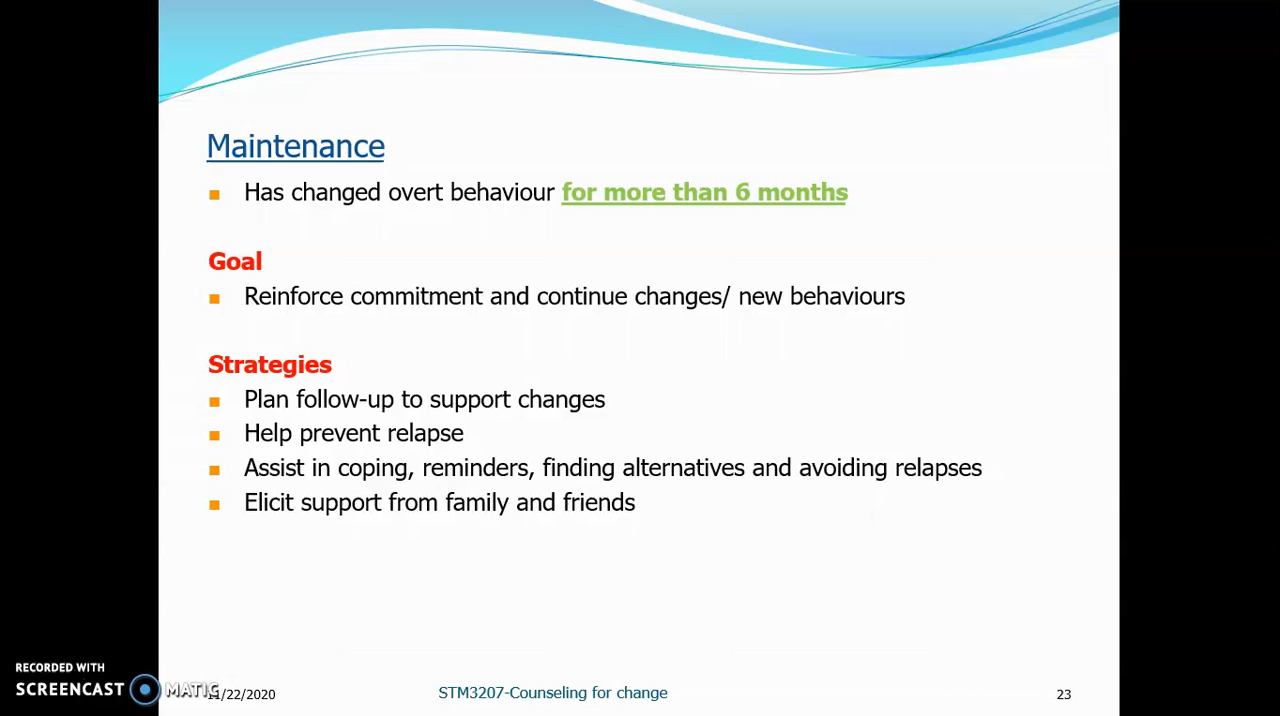 Maintenance
Has changed overt behaviour for more than 6 months
Goal
Reinforce commitment and continue changes/ new behaviours
Strategies
Plan follow-up to support changes
Help prevent relapse
Assist in coping, reminders, finding alternatives and avoiding relapses
Elicit support from family and friends
RECORDED WITH
SCREENCAST MATIC
11/22/2020
STM3207-Counseling for change
23